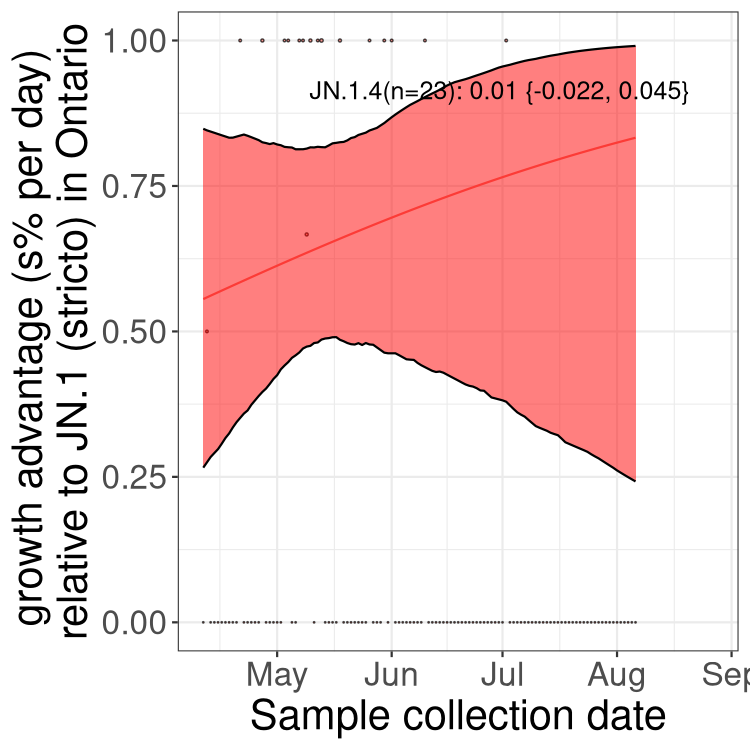 growth advantage (s% per day)
relative to JN.1 (stricto) in Ontario
1.00
0.75
0.50
0.25
0.00
JN.1.4(n=23): 0.01 {-0.022, 0.045}
May Jun Jul Aug Sep
Sample collection date